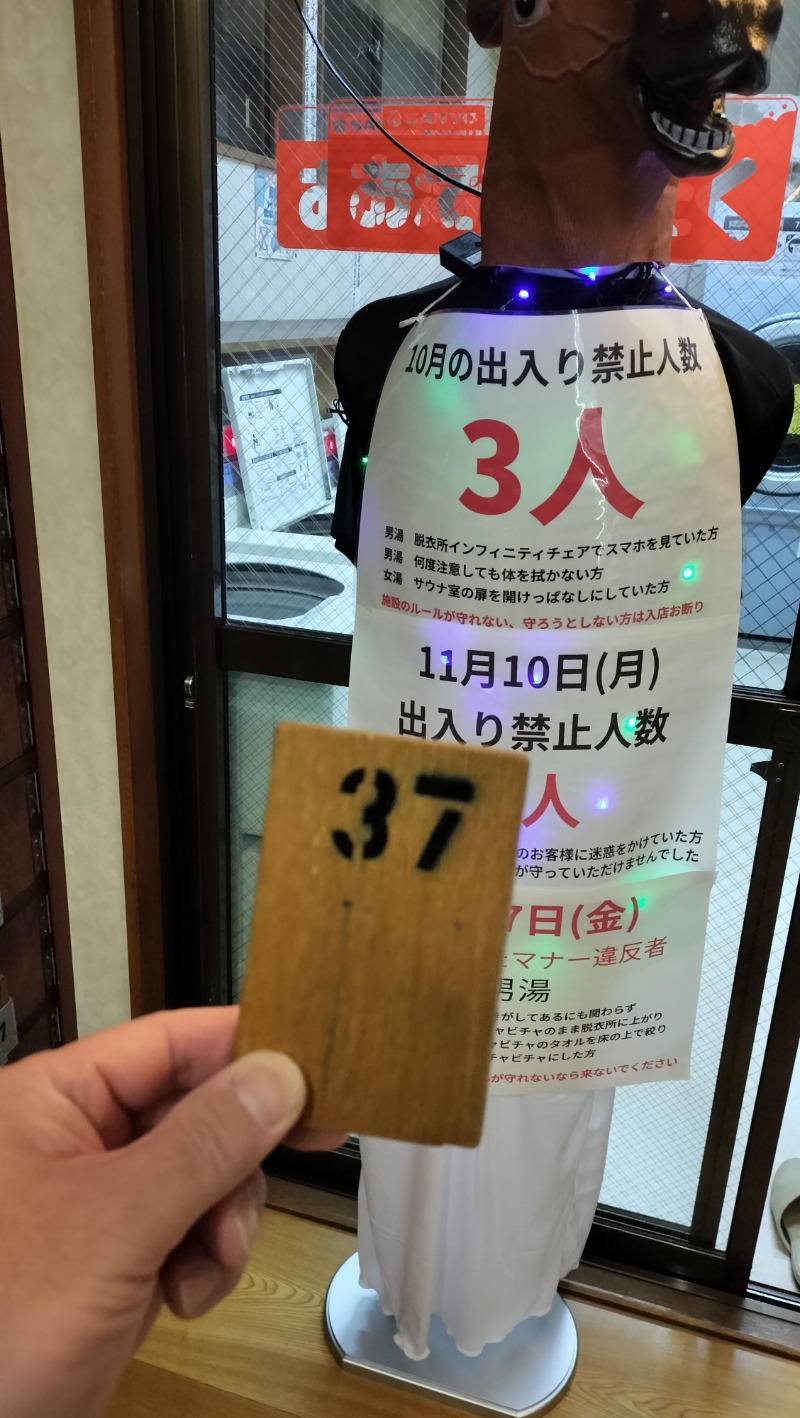 SANYO
10月の出入り禁止人数
3人
男湯 脱衣所インフィニティチェアでスマホを見ていた方
男湯 何度注意しても体を拭かない方
女湯 サウナ室の扉を開けっぱなしにしていた方
施設のルールが守れない、守ろうとしない方は入店お断り
11月10日(月)
出入り禁止人数
人
のお客様に迷惑をかけていた方
が守っていただけませんでした
7日(金)
マナー違反者
男湯
がしてあるにも関わらず
ャビチャのまま脱衣所に上がり
ャビチャのタオルを床の上で絞り
チャビチャにした方
が守れないなら来ないでください
37